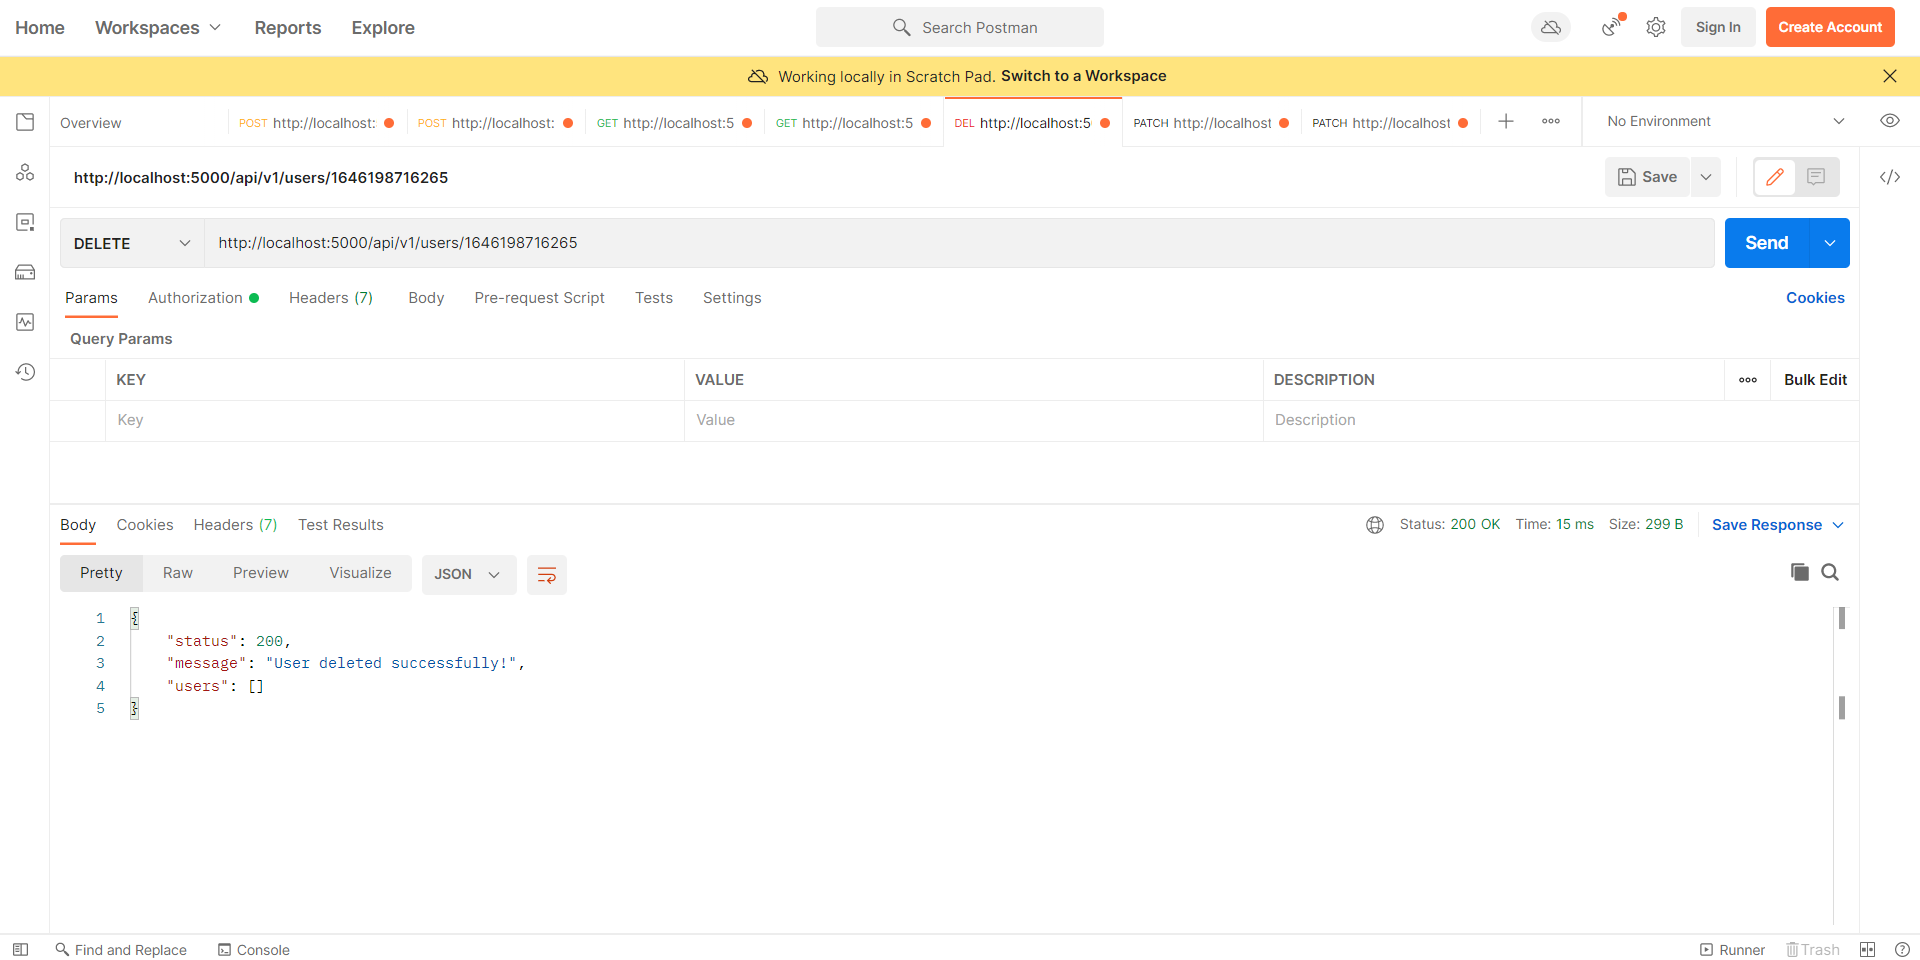 Home Workspaces Reports Explore Search Postman Sign In Create Account
Working locally in Scratch Pad. Switch to a Workspace
Overview POST http://localhost: POST http://localhost: GET http://localhost:5 GET http://localhost:5 DEL http://localhost:5 PATCH http://localhost PATCH http://localhost No Environment
http://localhost:5000/api/v1/users/1646198716265 Save
DELETE http://localhost:5000/api/v1/users/1646198716265 Send
Params Authorization Headers (7) Body Pre-request Script Tests Settings Cookies
Query Params
KEY VALUE DESCRIPTION Bulk Edit
Key Value Description
Body Cookies Headers (7) Test Results Status: 200 OK Time: 15 ms Size: 299 B Save Response
Pretty Raw Preview Visualize JSON
1 {
2 "status": 200,
3 "message": "User deleted successfully!",
4 "users": []
5 }
Find and Replace Console Runner Trash